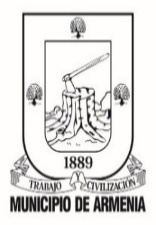 1889
TRABAJO Y CIVILIZACIÓN
MUNICIPIO DE ARMENIA